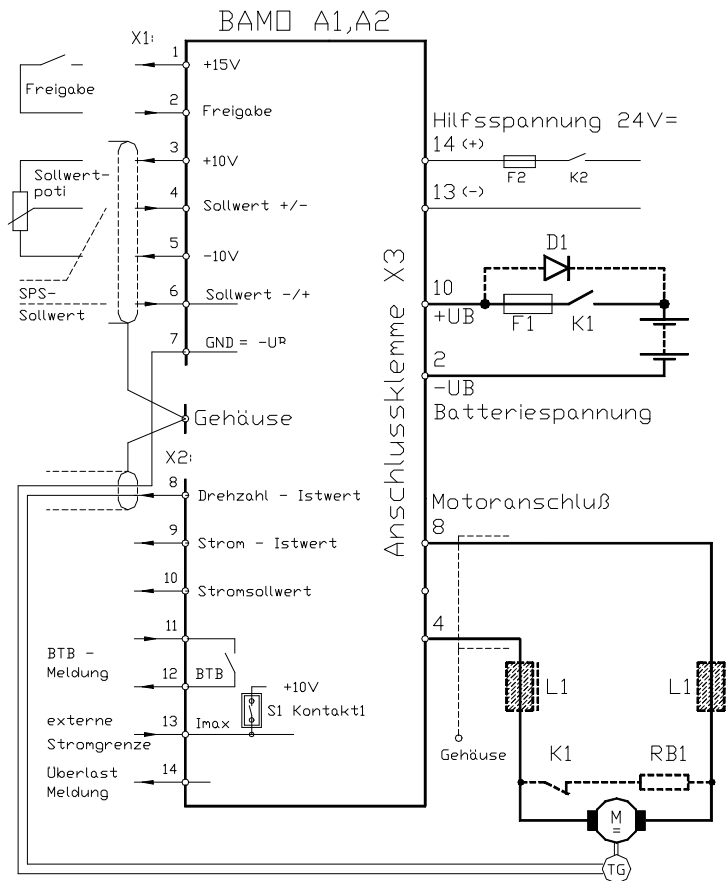 BAMO A1,A2
X1:
1
+15V
Freigabe
2
Freigabe
3
+10V
Sollwert-
poti
4
Sollwert +/-
5
-10V
SPS-
Sollwert
6
Sollwert -/+
7
GND = -UB
Gehäuse
X2:
8
Drehzahl - Istwert
9
Strom - Istwert
10
Stromsollwert
11
BTB -
Meldung
12
BTB
+10V
S1 Kontakt1
externe
Stromgrenze
13
Imax
Überlast
Meldung
14
Anschlussklemme X3
Hilfsspannung 24V=
14 (+)
F2
K2
13 (-)
D1
10
+UB
F1
K1
2
-UB
Batteriespannung
Motoranschluß
8
4
L1
L1
Gehäuse
K1
RB1
M
=
TG